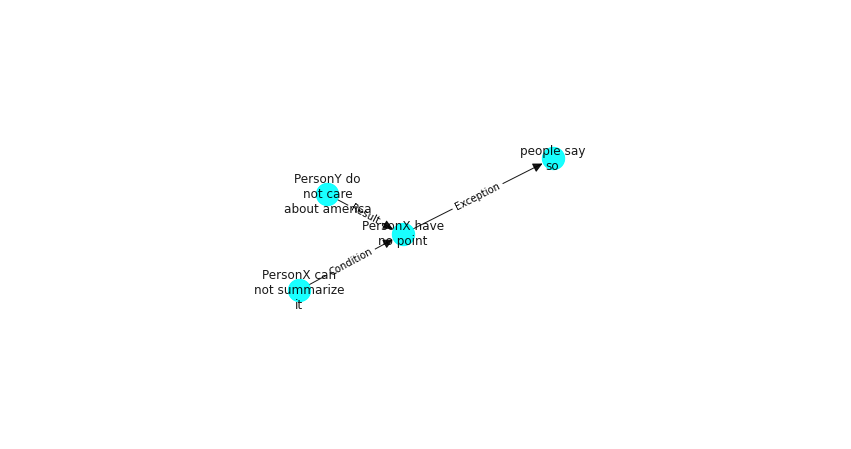 people say
so
Exception
PersonY do
not care
about america
Result
PersonX have
no point
Condition
PersonX can
not summarize
it